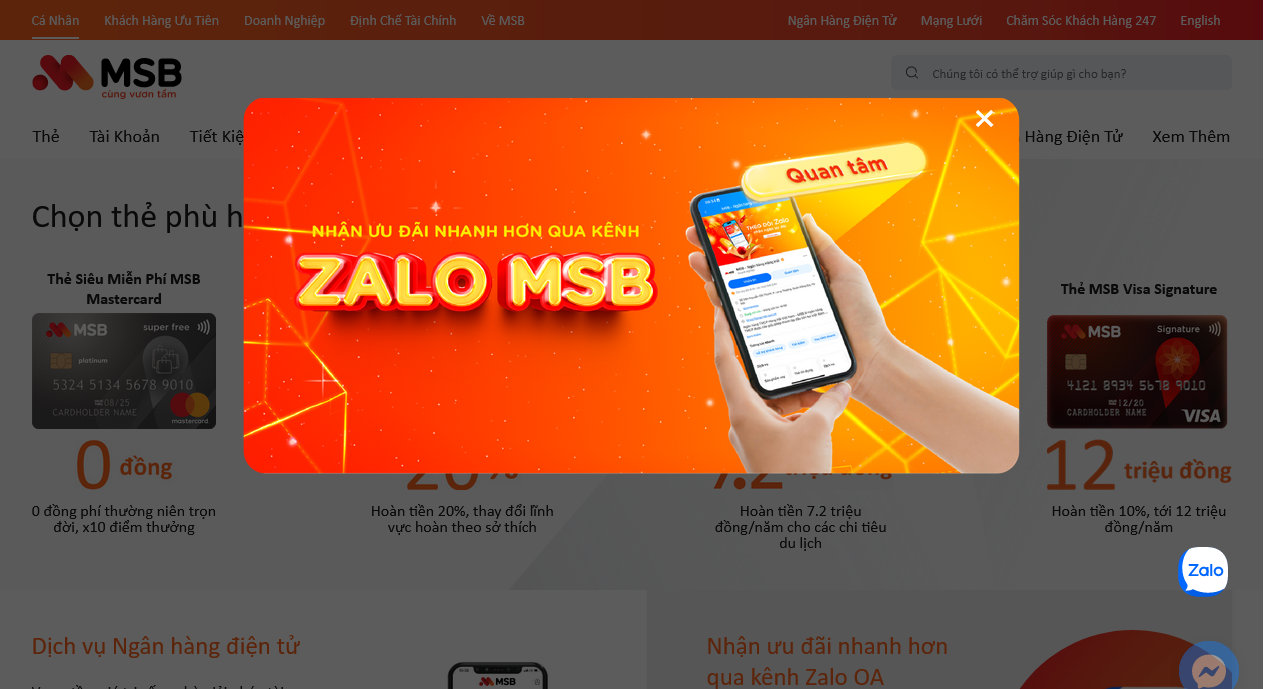 Cá Nhân Khách Hàng Ưu Tiên Doanh Nghiệp Định Chế Tài Chính Về MSB Ngân Hàng Điện Tử Mạng Lưới Chăm Sóc Khách Hàng 247 English
MSB
cùng vươn tầm
Chúng tôi có thể trợ giúp gì cho bạn?
Thẻ Tài Khoản Tiết Hàng Điện Tử Xem Thêm
Chọn thẻ phù
Quan tâm
NHẬN ƯU ĐÃI NHANH HƠN QUA KÊNH
ZALO MSB
THEO DÕI Zalo
Thẻ Siêu Miễn Phí MSB
Mastercard
MSB super free
platinum
5324 5134 5678 9010
08/25
CARDHOLDER NAME
mastercard
0 đồng
0 đồng phí thường niên trọn
đời, x10 điểm thưởng
Hoàn tiền 20%, thay đổi lĩnh
vực hoàn theo sở thích
Hoàn tiền 7.2 triệu
đồng/năm cho các chi tiêu
du lịch
Thẻ MSB Visa Signature
MSB Signature
4121 8934 5678 9010
12/20
CARDHOLDER NAME
VISA
12 triệu đồng
Hoàn tiền 10%, tới 12 triệu
đồng/năm
Zalo
Dịch vụ Ngân hàng điện tử
MSB
Nhận ưu đãi nhanh hơn
qua kênh Zalo OA